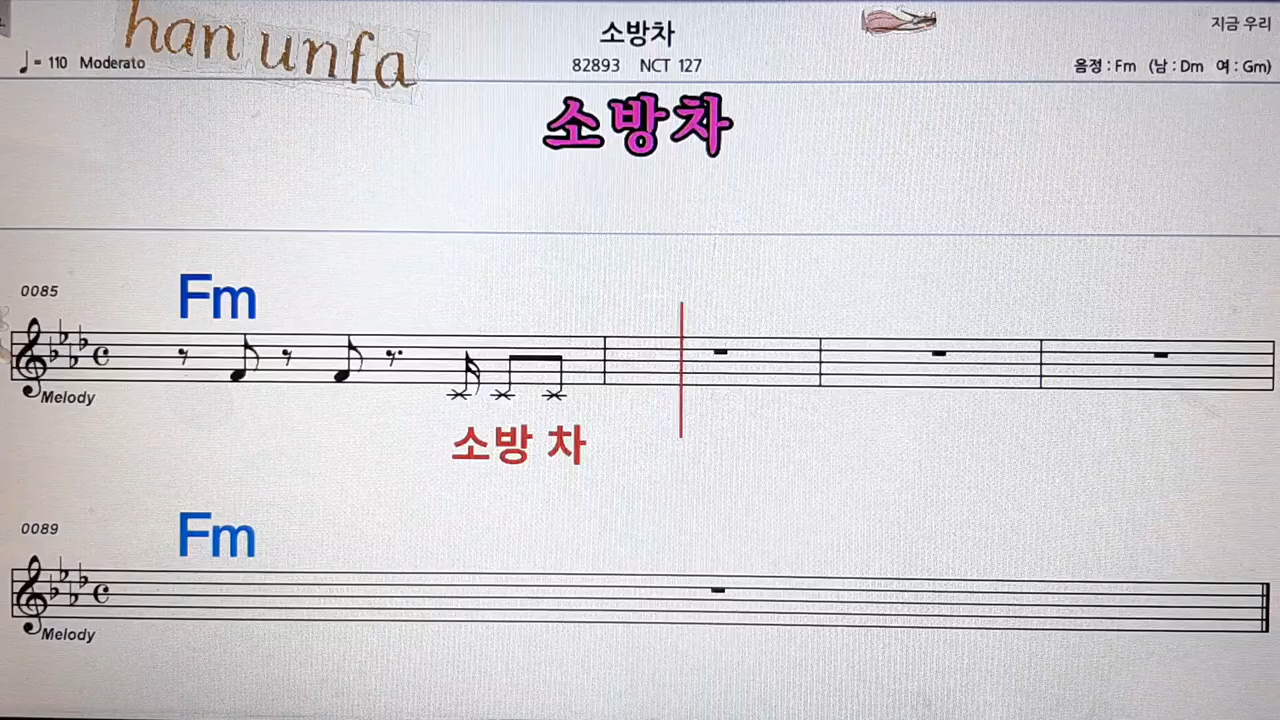 han unfa
소방차
지금 우리
♩= 110 Moderato
82893 NCT 127
음정 : Fm (남 : Dm 여 : Gm)
소방차
0085
Fm
Melody
소방 차
0089
Fm
Melody